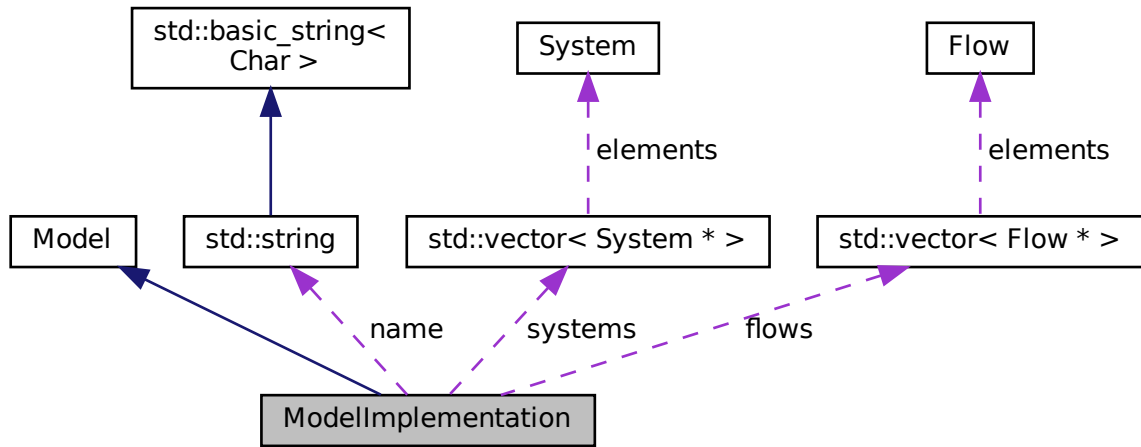 std::basic_string<
Char >
System
Flow
elements
elements
Model
std::string
std::vector< System * >
std::vector< Flow * >
name
systems
flows
ModelImplementation